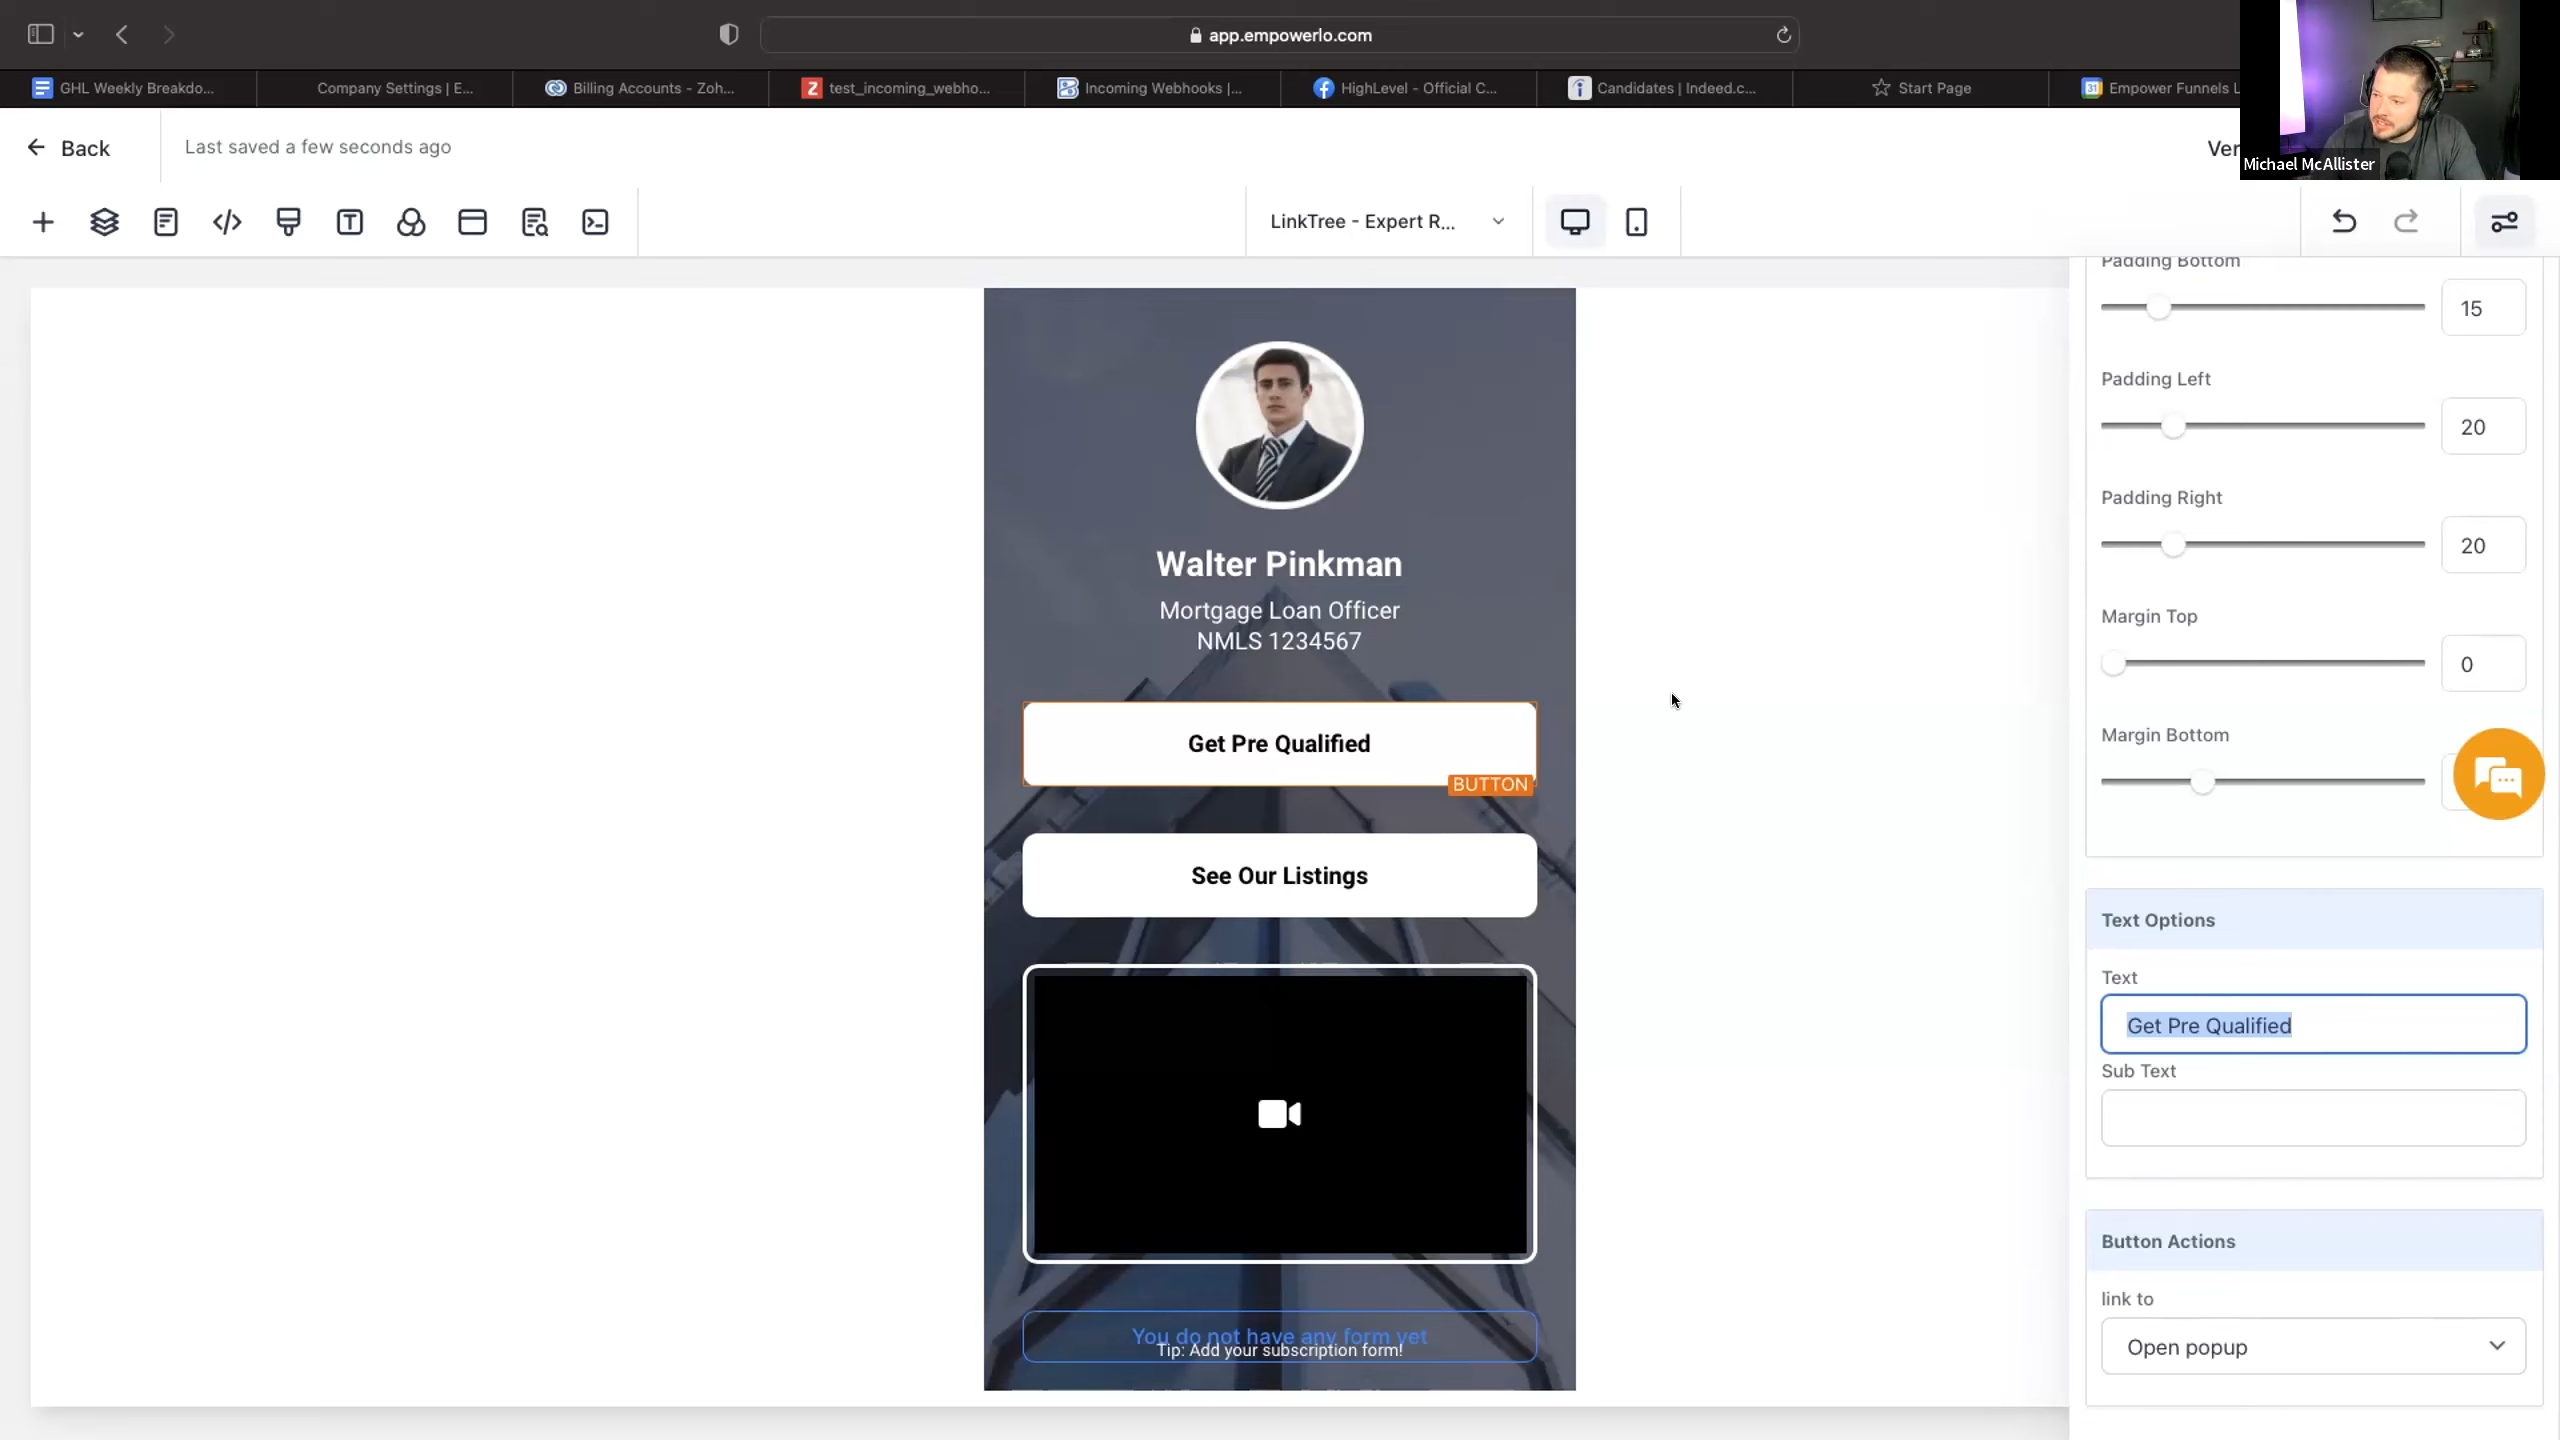 app.empowerlo.com
GHL Weekly Breakdo...
Company Settings | E...
Billing Accounts - Zoh...
test_incoming_webho...
Incoming Webhooks |...
HighLevel - Official C...
Candidates | Indeed.c...
Start Page
Empower Funnels L
Back
Last saved a few seconds ago
Ver
Michael McAllister
LinkTree - Expert R...
Padding Bottom
15
Padding Left
20
Padding Right
20
Margin Top
0
Margin Bottom
Walter Pinkman
Mortgage Loan Officer
NMLS 1234567
Get Pre Qualified
BUTTON
See Our Listings
You do not have any form yet
Tip: Add your subscription form!
Text Options
Text
Get Pre Qualified
Sub Text
Button Actions
link to
Open popup